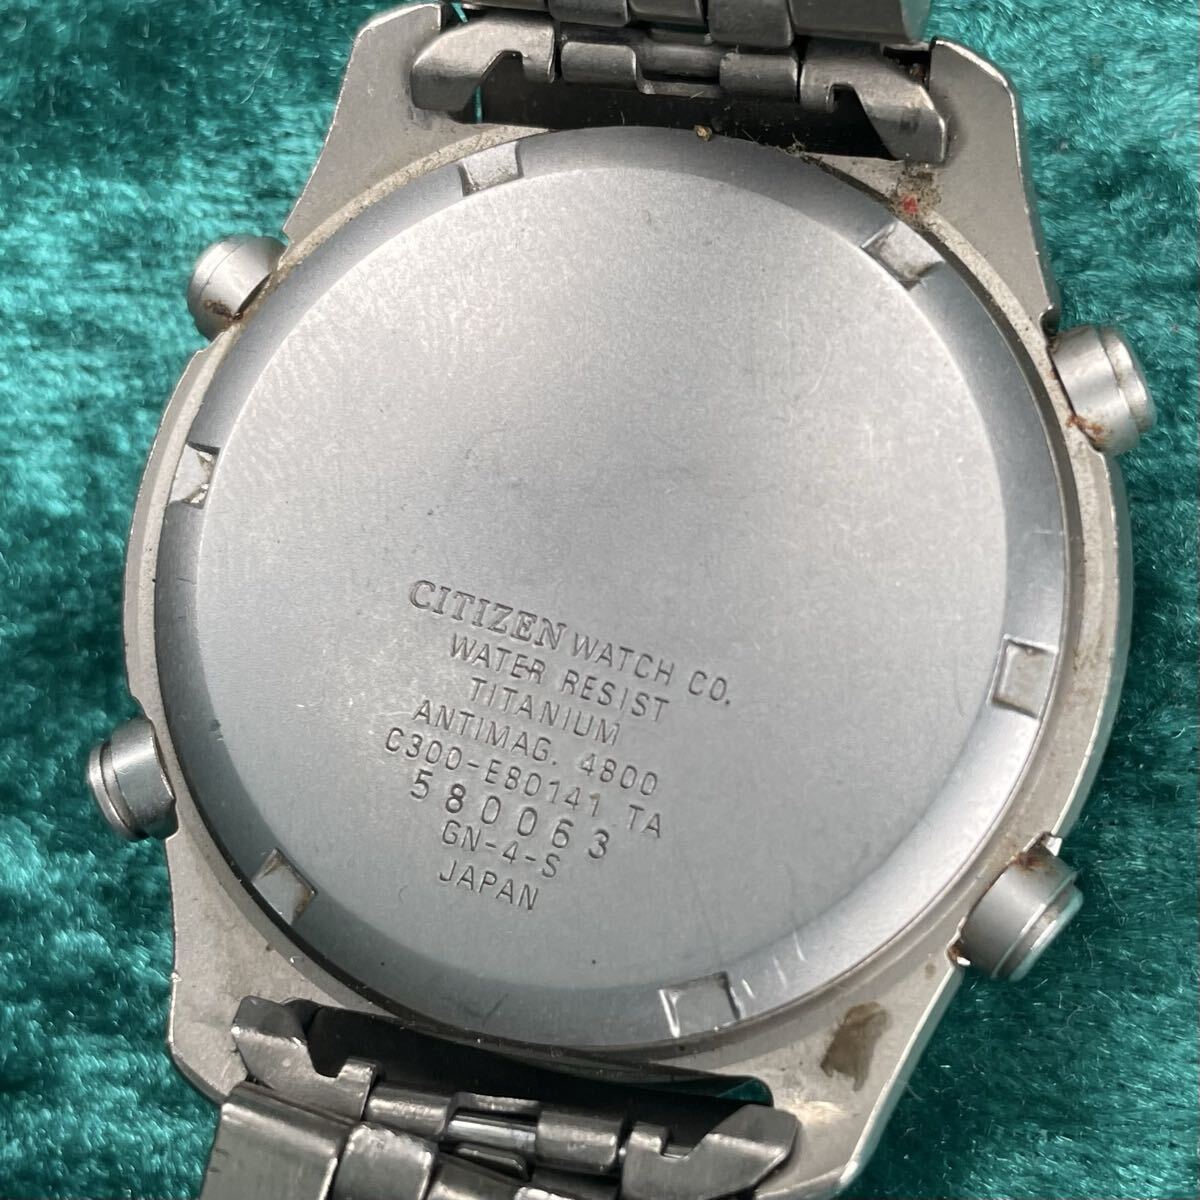 CITIZEN WATCH CO.
WATER RESIST
TITANIUM
ANTIMAG. 4800
C300-E80141 TA
580063
GN-4-S
JAPAN